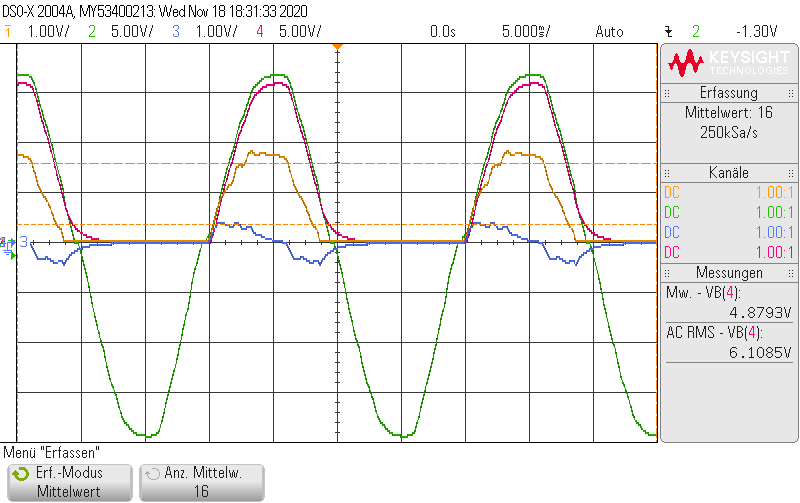 DSO-X 2004A, MY53400213: Wed Nov 18 18:31:33 2020
1 1.00V/ 2 5.00V/ 3 1.00V/ 4 5.00V/ 0.0s 5.000ms/ Auto 2 -1.30V
KEYSIGHT
TECHNOLOGIES
Erfassung
Mittelwert: 16
250kSa/s
Kanäle
DC 1.00:1
DC 1.00:1
DC 1.00:1
DC 1.00:1
Messungen
Mw. - VB(4):
4.8793V
AC RMS - VB(4):
6.1085V
3
Menü "Erfassen"
Erf.-Modus
Mittelwert
Anz. Mittelw.
16